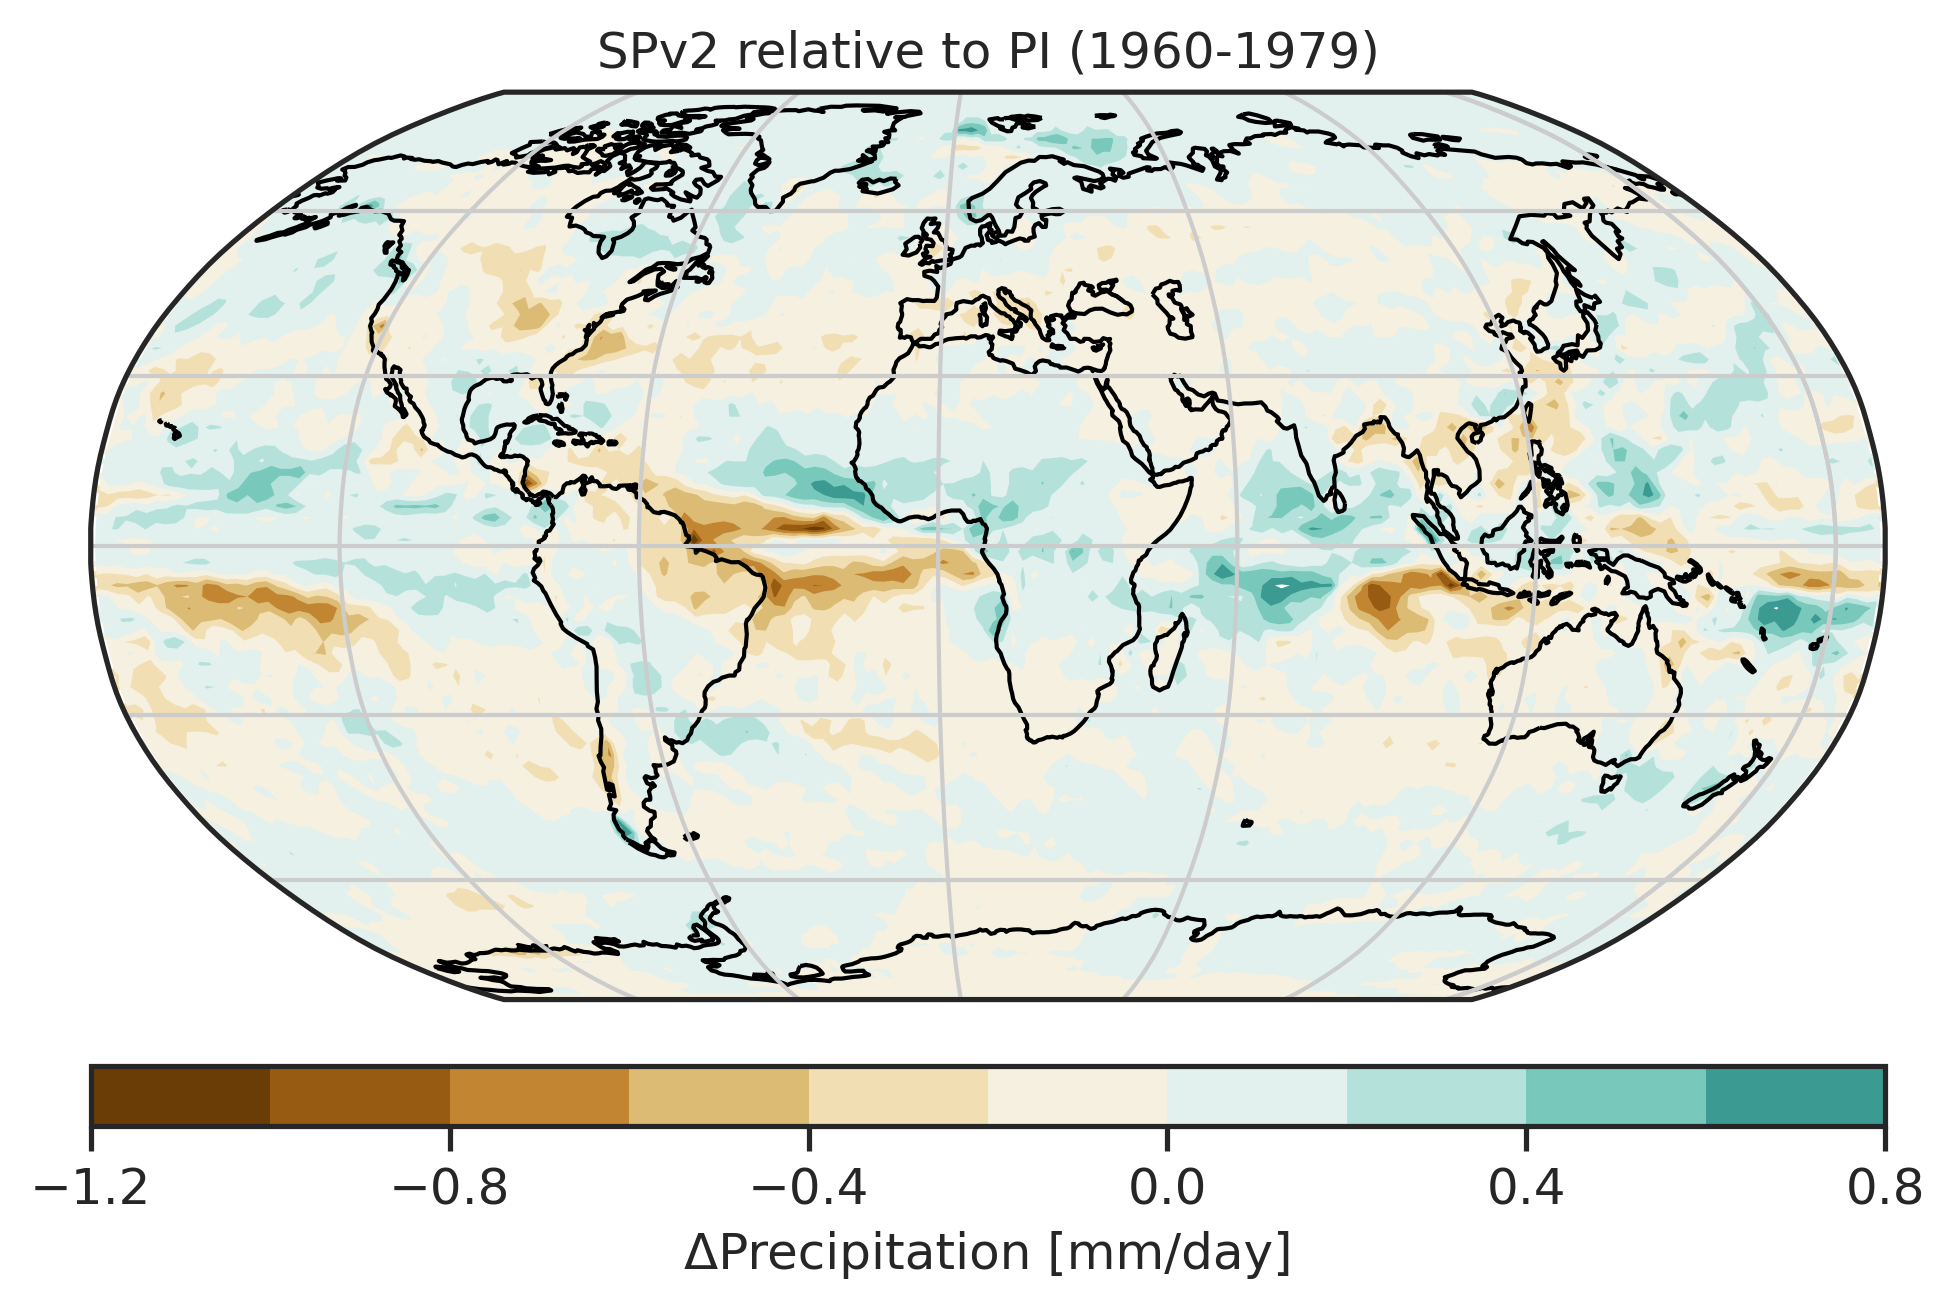 SPv2 relative to PI (1960-1979)
−1.2 −0.8 −0.4 0.0 0.4 0.8
ΔPrecipitation [mm/day]